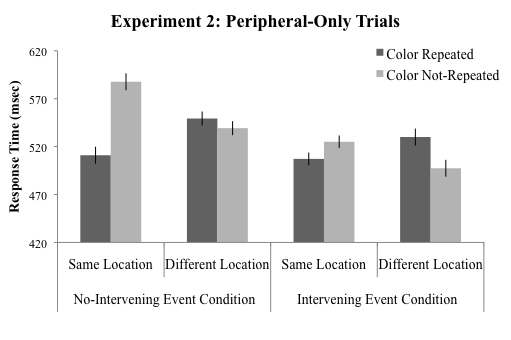 Experiment 2: Peripheral-Only Trials
Color Repeated
Color Not-Repeated
Response Time (msec)
620
570
520
470
420
Same Location
Different Location
Same Location
Different Location
No-Intervening Event Condition
Intervening Event Condition